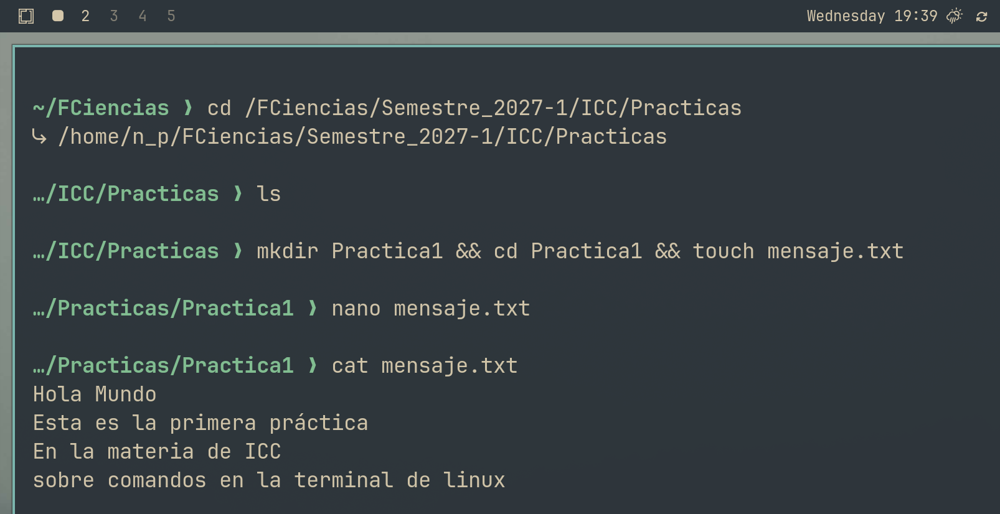 2 3 4 5 Wednesday 19:39
~/FCiencias ❯ cd /FCiencias/Semestre_2027-1/ICC/Practicas
↳ /home/n_p/FCiencias/Semestre_2027-1/ICC/Practicas
…/ICC/Practicas ❯ ls
…/ICC/Practicas ❯ mkdir Practica1 && cd Practica1 && touch mensaje.txt
…/Practicas/Practica1 ❯ nano mensaje.txt
…/Practicas/Practica1 ❯ cat mensaje.txt
Hola Mundo
Esta es la primera práctica
En la materia de ICC
sobre comandos en la terminal de linux